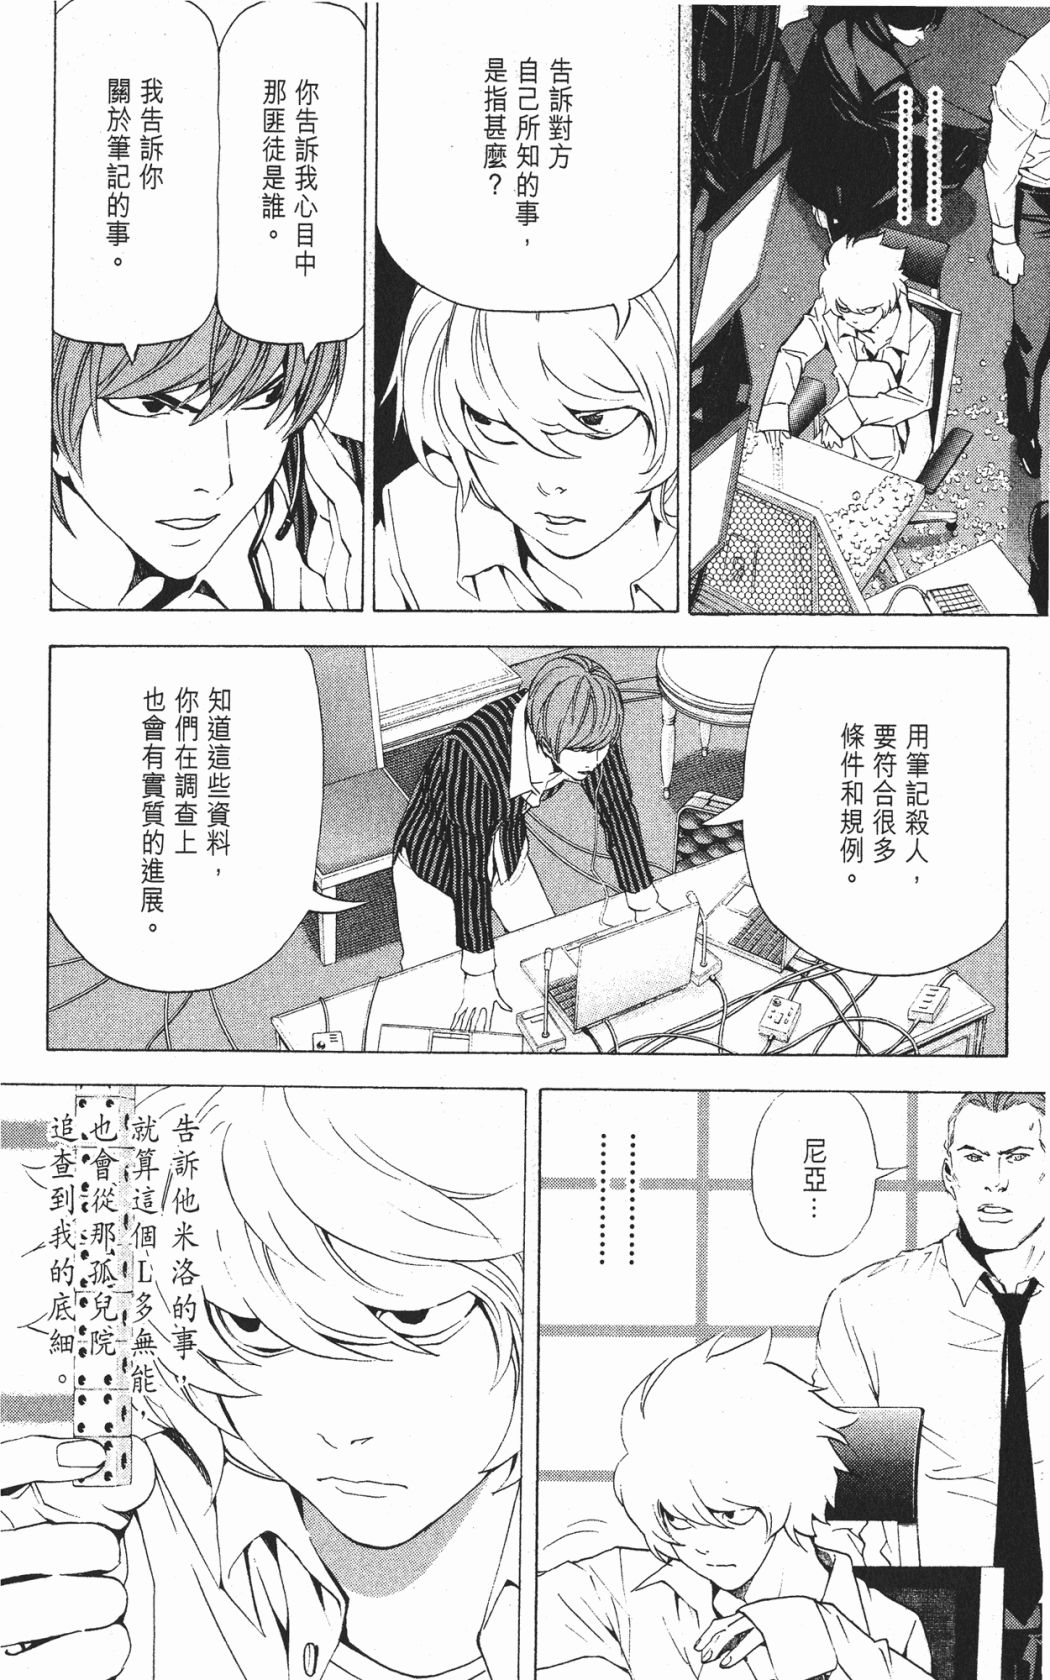 ………………
………………
告訴對方
自己所知的事，
是指甚麼？
你告訴我心目中
那匪徒是誰。
我告訴你
關於筆記的事。
用筆記殺人，
要符合很多
條件和規例。
知道這些資料，
你們在調查上
也會有實質的進展。
尼亞…
………………
………………
告訴他米洛的事，
就算這個L多無能，
也會從那孤兒院
追查到我的底細。